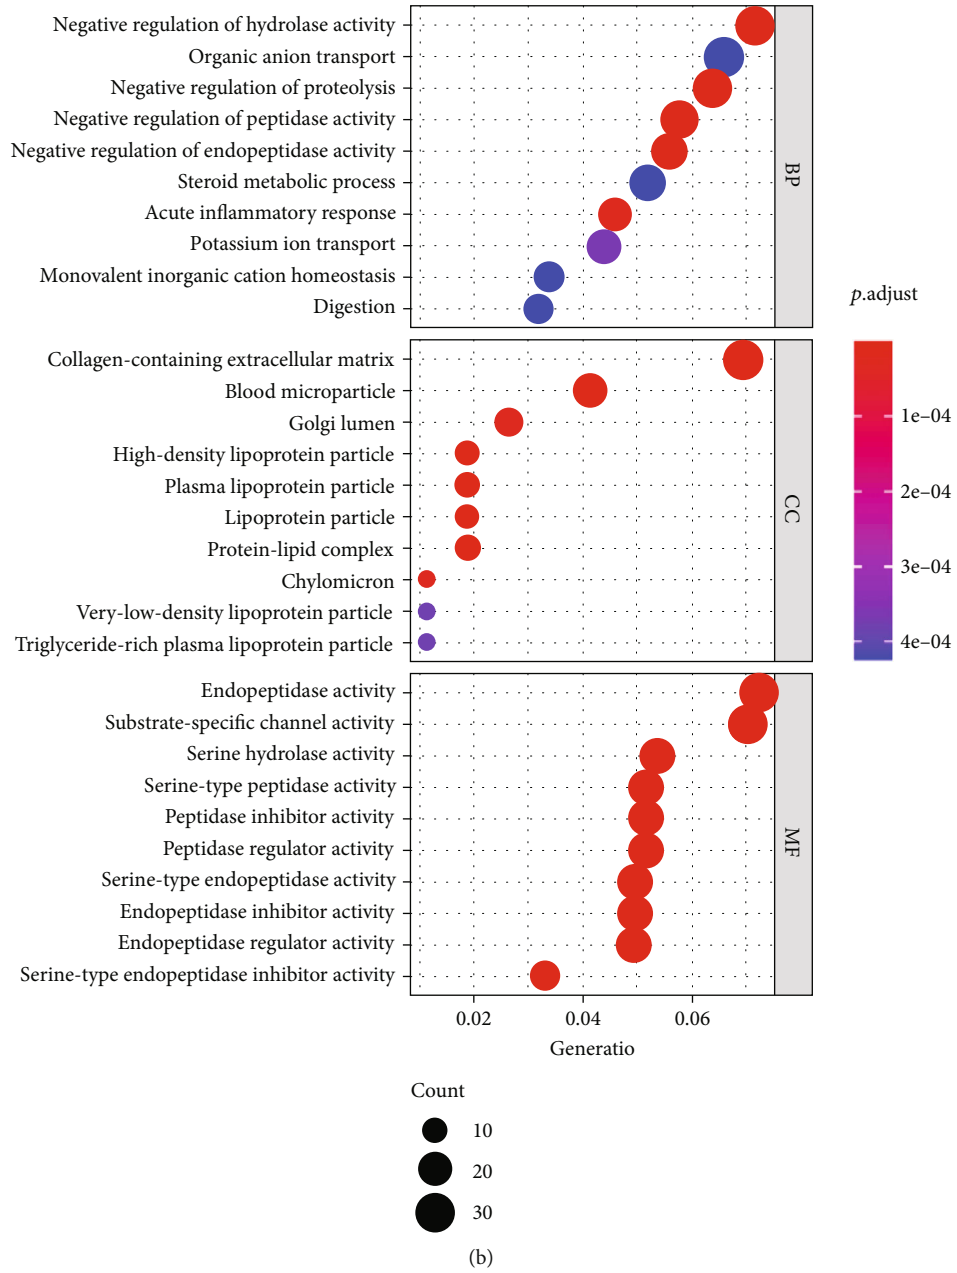 Negative regulation of hydrolase activity
Organic anion transport
Negative regulation of proteolysis
Negative regulation of peptidase activity
Negative regulation of endopeptidase activity
Steroid metabolic process
Acute inflammatory response
Potassium ion transport
Monovalent inorganic cation homeostasis
Digestion
BP
Collagen-containing extracellular matrix
Blood microparticle
Golgi lumen
High-density lipoprotein particle
Plasma lipoprotein particle
Lipoprotein particle
Protein-lipid complex
Chylomicron
Very-low-density lipoprotein particle
Triglyceride-rich plasma lipoprotein particle
CC
Endopeptidase activity
Substrate-specific channel activity
Serine hydrolase activity
Serine-type peptidase activity
Peptidase inhibitor activity
Peptidase regulator activity
Serine-type endopeptidase activity
Endopeptidase inhibitor activity
Endopeptidase regulator activity
Serine-type endopeptidase inhibitor activity
MF
0.02 0.04 0.06
Generatio
p.adjust
1e–04
2e–04
3e–04
4e–04
Count
10
20
30
(b)